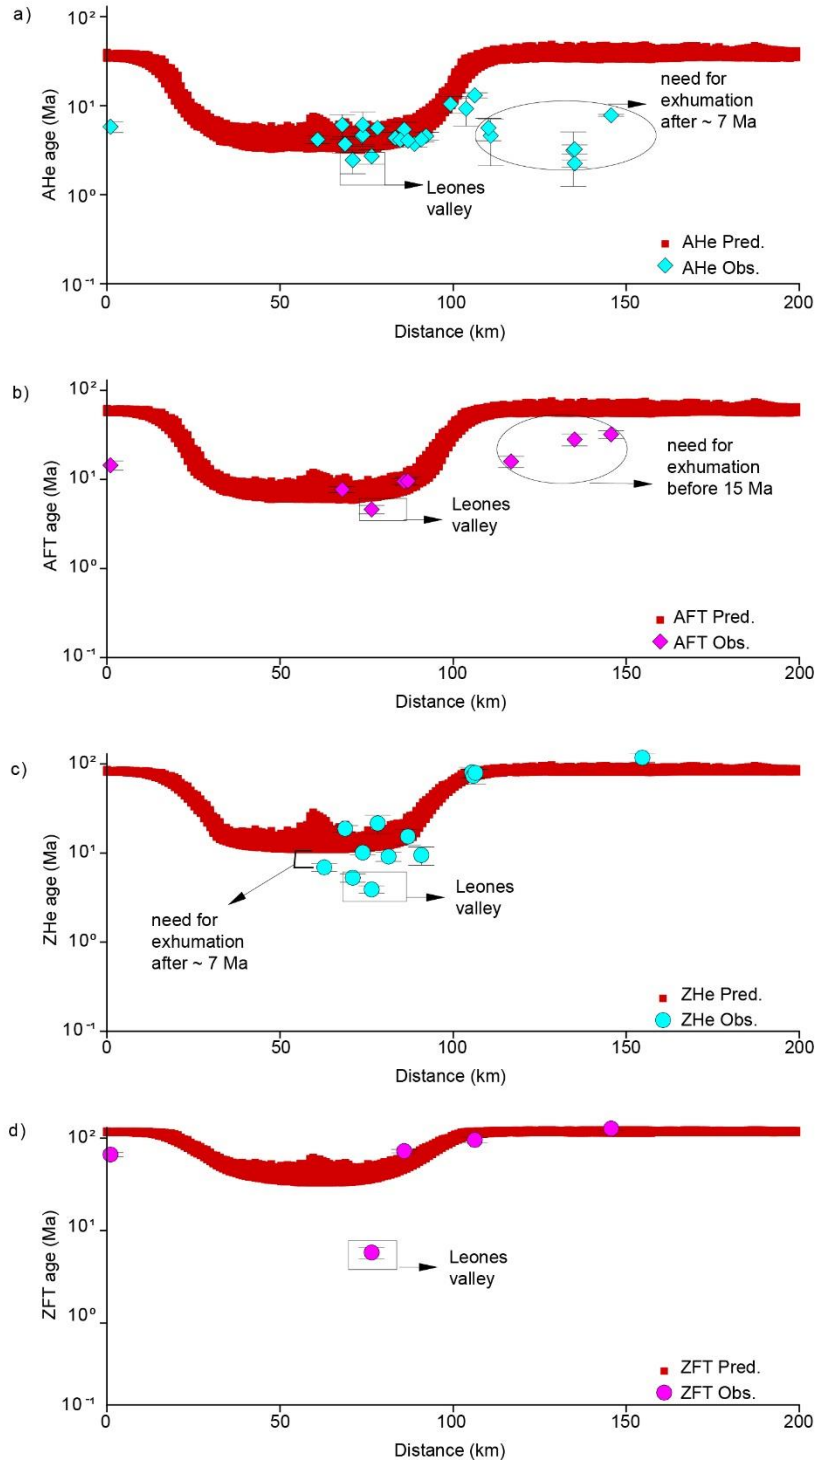 a)
10²
10¹
10⁰
10⁻¹
AHe age (Ma)
need for
exhumation
after ~ 7 Ma
Leones
valley
AHe Pred.
AHe Obs.
0 50 100 150 200
Distance (km)
b)
10²
10¹
10⁰
10⁻¹
AFT age (Ma)
need for
exhumation
before 15 Ma
Leones
valley
AFT Pred.
AFT Obs.
0 50 100 150 200
Distance (km)
c)
10²
10¹
10⁰
10⁻¹
ZHe age (Ma)
Leones
valley
need for
exhumation
after ~ 7 Ma
ZHe Pred.
ZHe Obs.
0 50 100 150 200
Distance (km)
d)
10²
10¹
10⁰
10⁻¹
ZFT age (Ma)
Leones
valley
ZFT Pred.
ZFT Obs.
0 50 100 150 200
Distance (km)